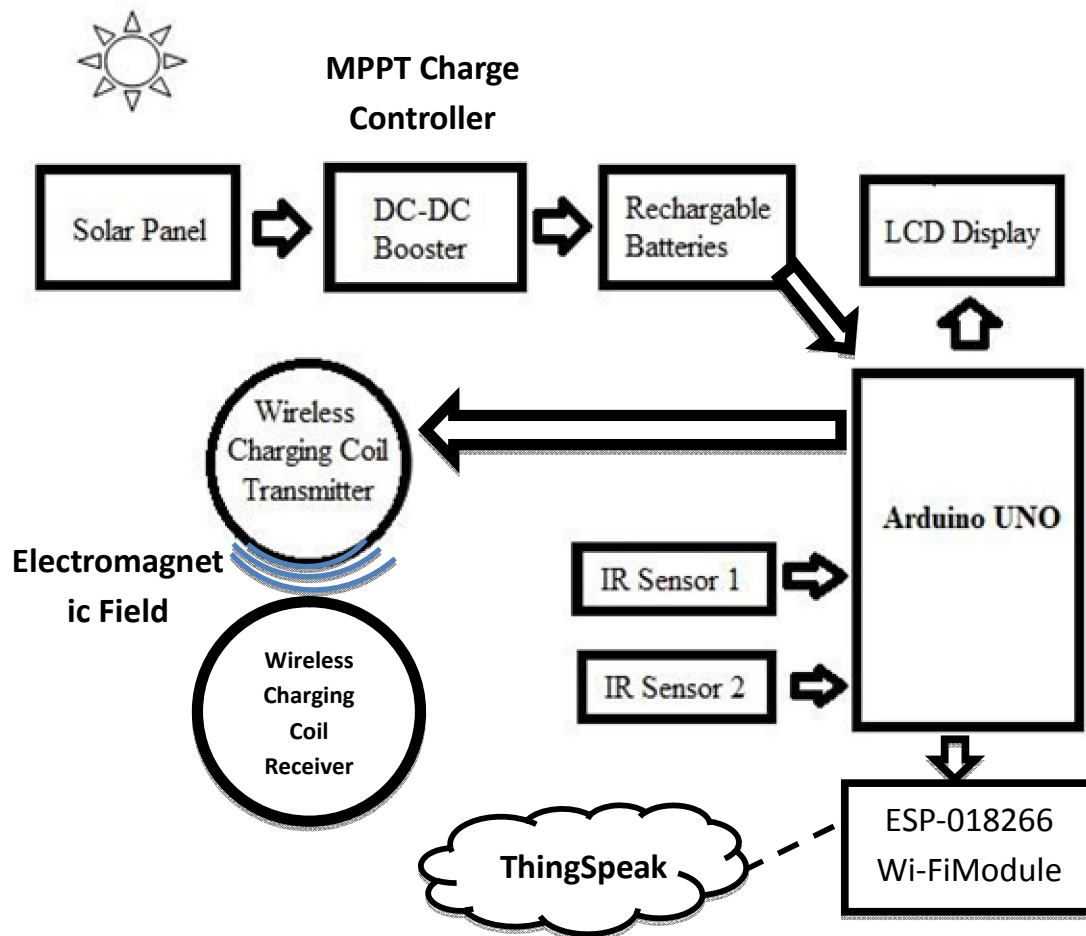 MPPT Charge
Controller
Solar Panel
DC-DC
Booster
Rechargable
Batteries
LCD Display
Wireless
Charging Coil
Transmitter
Arduino UNO
Electromagnet
ic Field
IR Sensor 1
Wireless
Charging
Coil
Receiver
IR Sensor 2
ESP-018266
Wi-FiModule
ThingSpeak